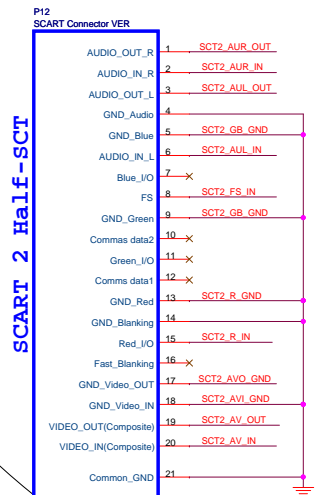 P12
SCART Connector VER
SCART 2 Half-SCT
AUDIO_OUT_R 1 SCT2_AUR_OUT
AUDIO_IN_R 2 SCT2_AUR_IN
AUDIO_OUT_L 3 SCT2_AUL_OUT
GND_Audio 4
GND_Blue 5 SCT2_GB_GND
AUDIO_IN_L 6 SCT2_AUL_IN
Blue_I/O 7
FS 8 SCT2_FS_IN
GND_Green 9 SCT2_GB_GND
Commas data2 10
Green_I/O 11
Comms data1 12
GND_Red 13 SCT2_R_GND
GND_Blanking 14
Red_I/O 15 SCT2_R_IN
Fast_Blanking 16
GND_Video_OUT 17 SCT2_AVO_GND
GND_Video_IN 18 SCT2_AVI_GND
VIDEO_OUT(Composite) 19 SCT2_AV_OUT
VIDEO_IN(Composite) 20 SCT2_AV_IN
Common_GND 21